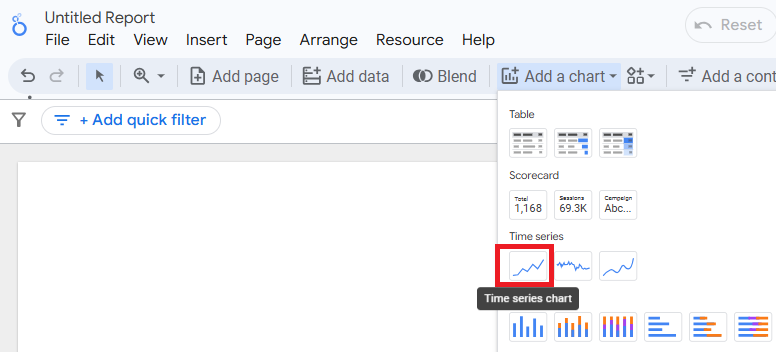 Untitled Report
File Edit View Insert Page Arrange Resource Help
Reset
Add page Add data Blend Add a chart Add a cont
+ Add quick filter
Table
Scorecard
Total 1,168 Sessions 69.3K Campaign Abc...
Time series
Time series chart